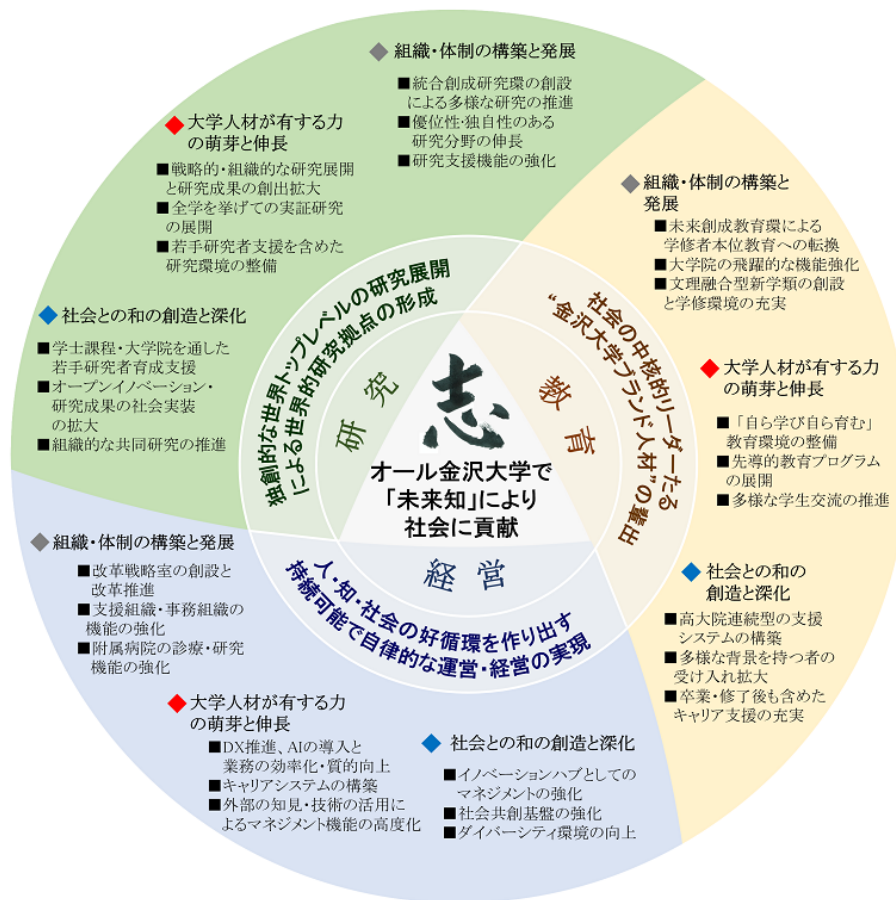 ◆ 組織・体制の構築と発展
■統合創成研究環の創設
による多様な研究の推進
■優位性・独自性のある
研究分野の伸長
■研究支援機能の強化
◆ 大学人材が有する力
の萌芽と伸長
■戦略的・組織的な研究展開
と研究成果の創出拡大
■全学を挙げての実証研究
の展開
■若手研究者支援を含めた
研究環境の整備
◆ 社会との和の創造と深化
■学士課程・大学院を通した
若手研究者育成支援
■オープンイノベーション・
研究成果の社会実装
の拡大
■組織的な共同研究の推進
独創的な世界トップレベルの研究展開
による世界的研究拠点の形成
研究
◆ 組織・体制の構築と
発展
■未来創成教育環による
学修者本位教育への転換
■大学院の飛躍的な機能強化
■文理融合型新学類の創設
と学修環境の充実
◆ 大学人材が有する力
の萌芽と伸長
■「自ら学び自ら育む」
教育環境の整備
■先導的教育プログラム
の展開
■多様な学生交流の推進
◆ 社会との和の
創造と深化
■高大院連続型の支援
システムの構築
■多様な背景を持つ者の
受け入れ拡大
■卒業・修了後も含めた
キャリア支援の充実
社会の中核的リーダーたる
“金沢大学ブランド人材”の輩出
教育
志
オール金沢大学で
「未来知」により
社会に貢献
経営
人・知・社会の好循環を作り出す
持続可能で自律的な運営・経営の実現
◆ 組織・体制の構築と発展
■改革戦略室の創設と
改革推進
■支援組織・事務組織の
機能の強化
■附属病院の診療・研究
機能の強化
◆ 大学人材が有する力
の萌芽と伸長
■DX推進、AIの導入と
業務の効率化・質的向上
■キャリアシステムの構築
■外部の知見・技術の活用に
よるマネジメント機能の高度化
◆ 社会との和の創造と深化
■イノベーションハブとしての
マネジメントの強化
■社会共創基盤の強化
■ダイバーシティ環境の向上